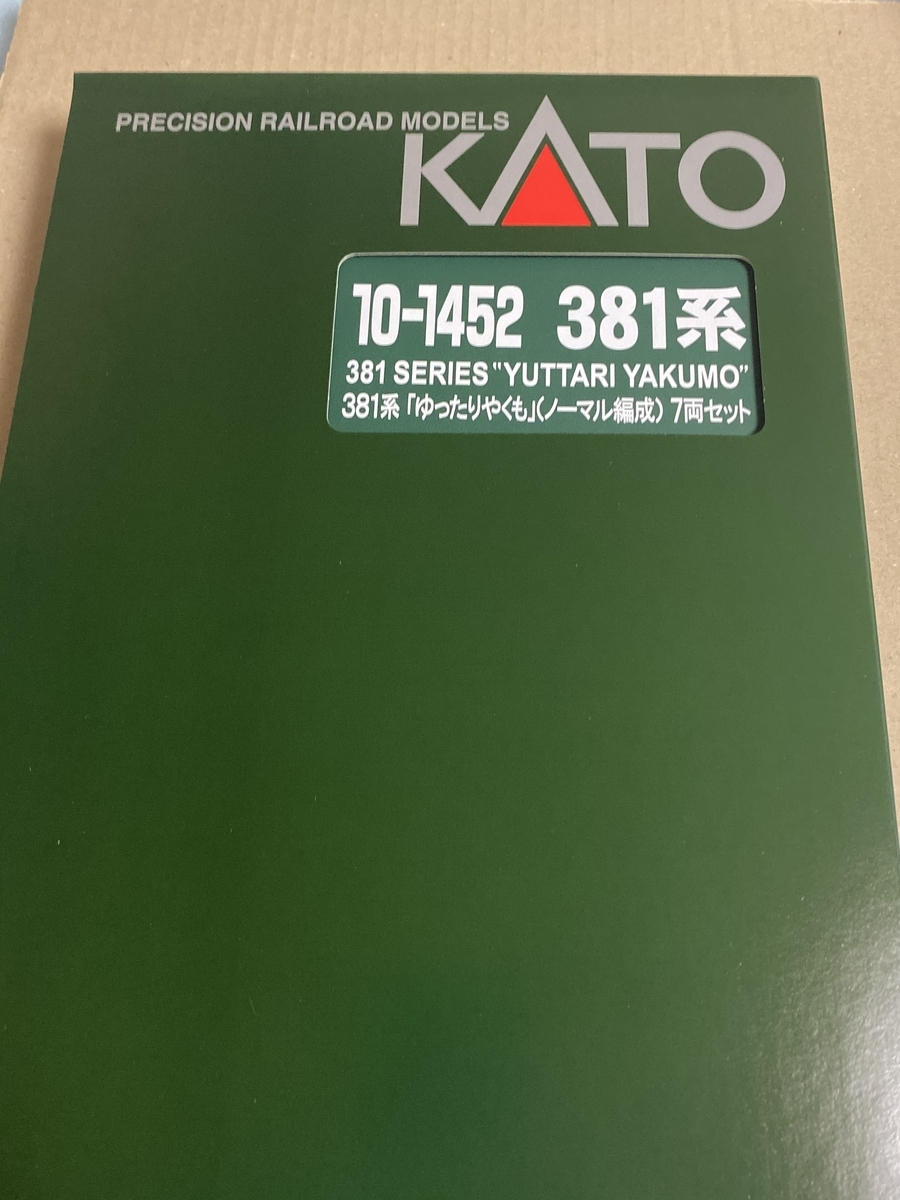 PRECISION RAILROAD MODELS
KATO
10-1452 381系
381 SERIES "YUTTARI YAKUMO"
381系「ゆったりやくも」(ノーマル編成) 7両セット